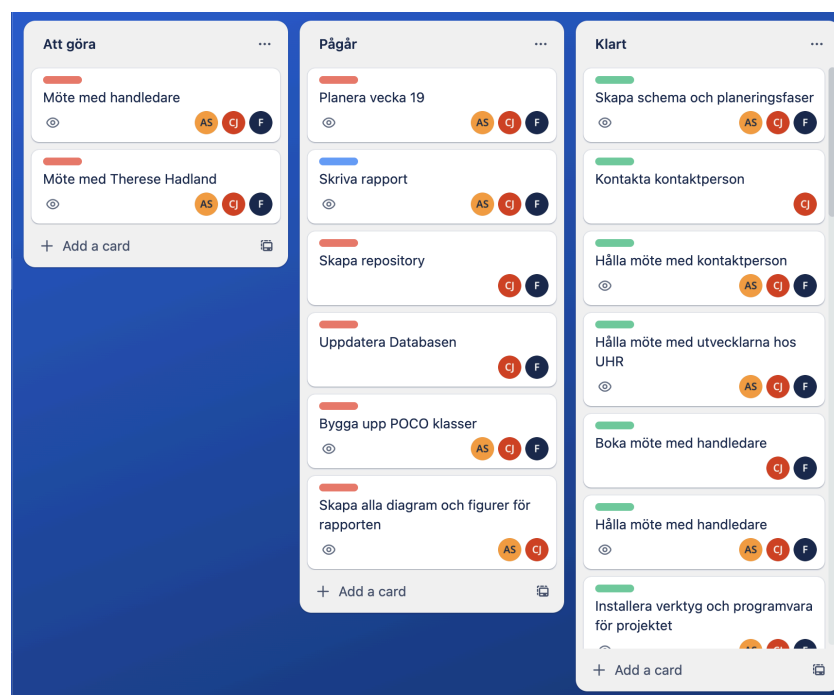 Att göra
Möte med handledare
AS CJ F
Möte med Therese Hadland
AS CJ F
+ Add a card
Pågår
Planera vecka 19
AS CJ F
Skriva rapport
AS CJ F
Skapa repository
CJ F
Uppdatera Databasen
CJ F
Bygga upp POCO klasser
AS CJ F
Skapa alla diagram och figurer för
rapporten
AS CJ
+ Add a card
Klart
Skapa schema och planeringsfaser
AS CJ F
Kontakta kontaktperson
CJ
Hålla möte med kontaktperson
AS CJ F
Hålla möte med utvecklarna hos
UHR
AS CJ F
Boka möte med handledare
CJ F
Hålla möte med handledare
AS CJ F
Installera verktyg och programvara
för projektet
AS CJ F
+ Add a card